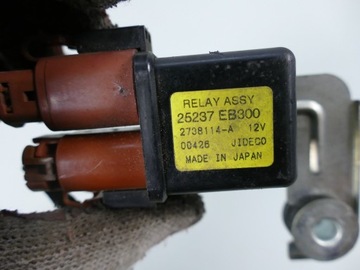 RELAY ASSY
25237 EB300
2738114-A 12V
00426 JIDECO
MADE IN JAPAN